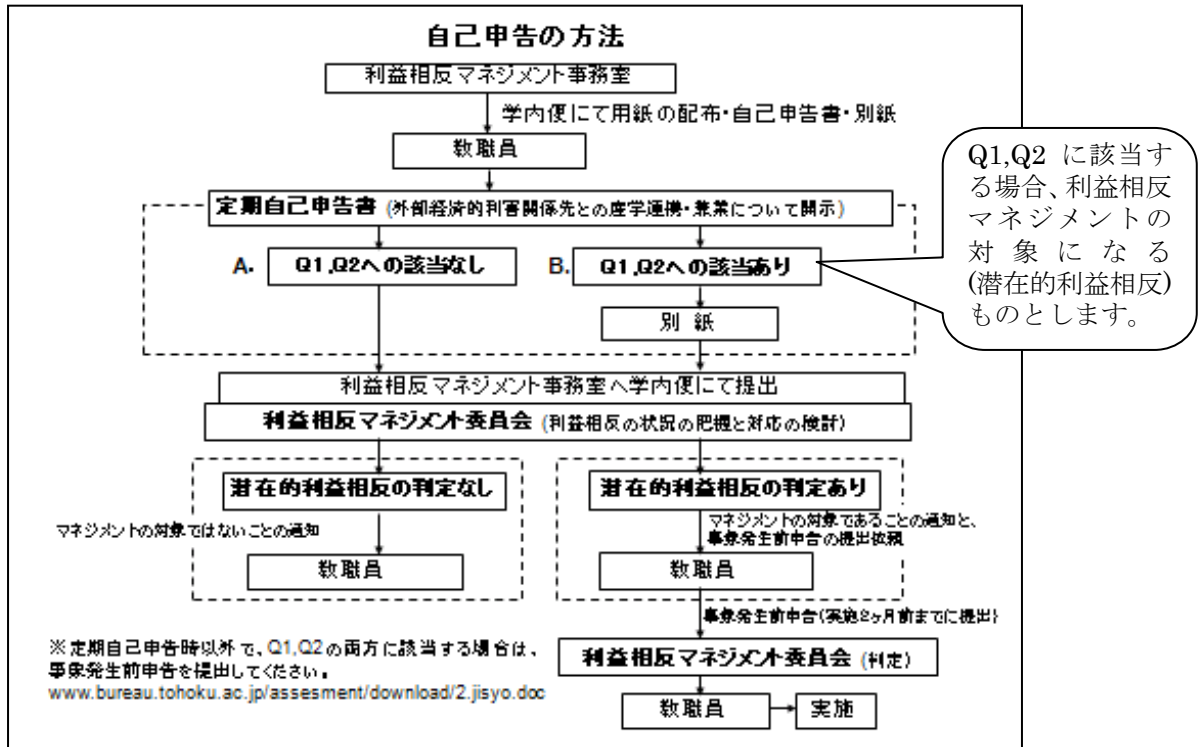 自己申告の方法
利益相反マネジメント事務室
学内便にて用紙の配布・自己申告書・別紙
教職員
定期自己申告書 (外部経済的利害関係先との産学連携・兼業について開示)
A. Q1,Q2への該当なし
B. Q1,Q2への該当あり
別 紙
Q1,Q2 に該当す
る場合、利益相反
マネジメントの
対象になる
(潜在的利益相反)
ものとします。
利益相反マネジメント事務室へ学内便にて提出
利益相反マネジメント委員会 (利益相反の状況の把握と対応の検討)
潜在的利益相反の判定なし
マネジメントの対象ではないことの通知
教職員
潜在的利益相反の判定あり
マネジメントの対象であることの通知と、
事象発生前申告の提出依頼
教職員
事象発生前申告(実施2ヶ月前までに提出)
利益相反マネジメント委員会 (判定)
教職員
実施
※定期自己申告時以外で、Q1,Q2の両方に該当する場合は、
事象発生前申告を提出してください。
www.bureau.tohoku.ac.jp/assesment/download/2.jisyo.doc